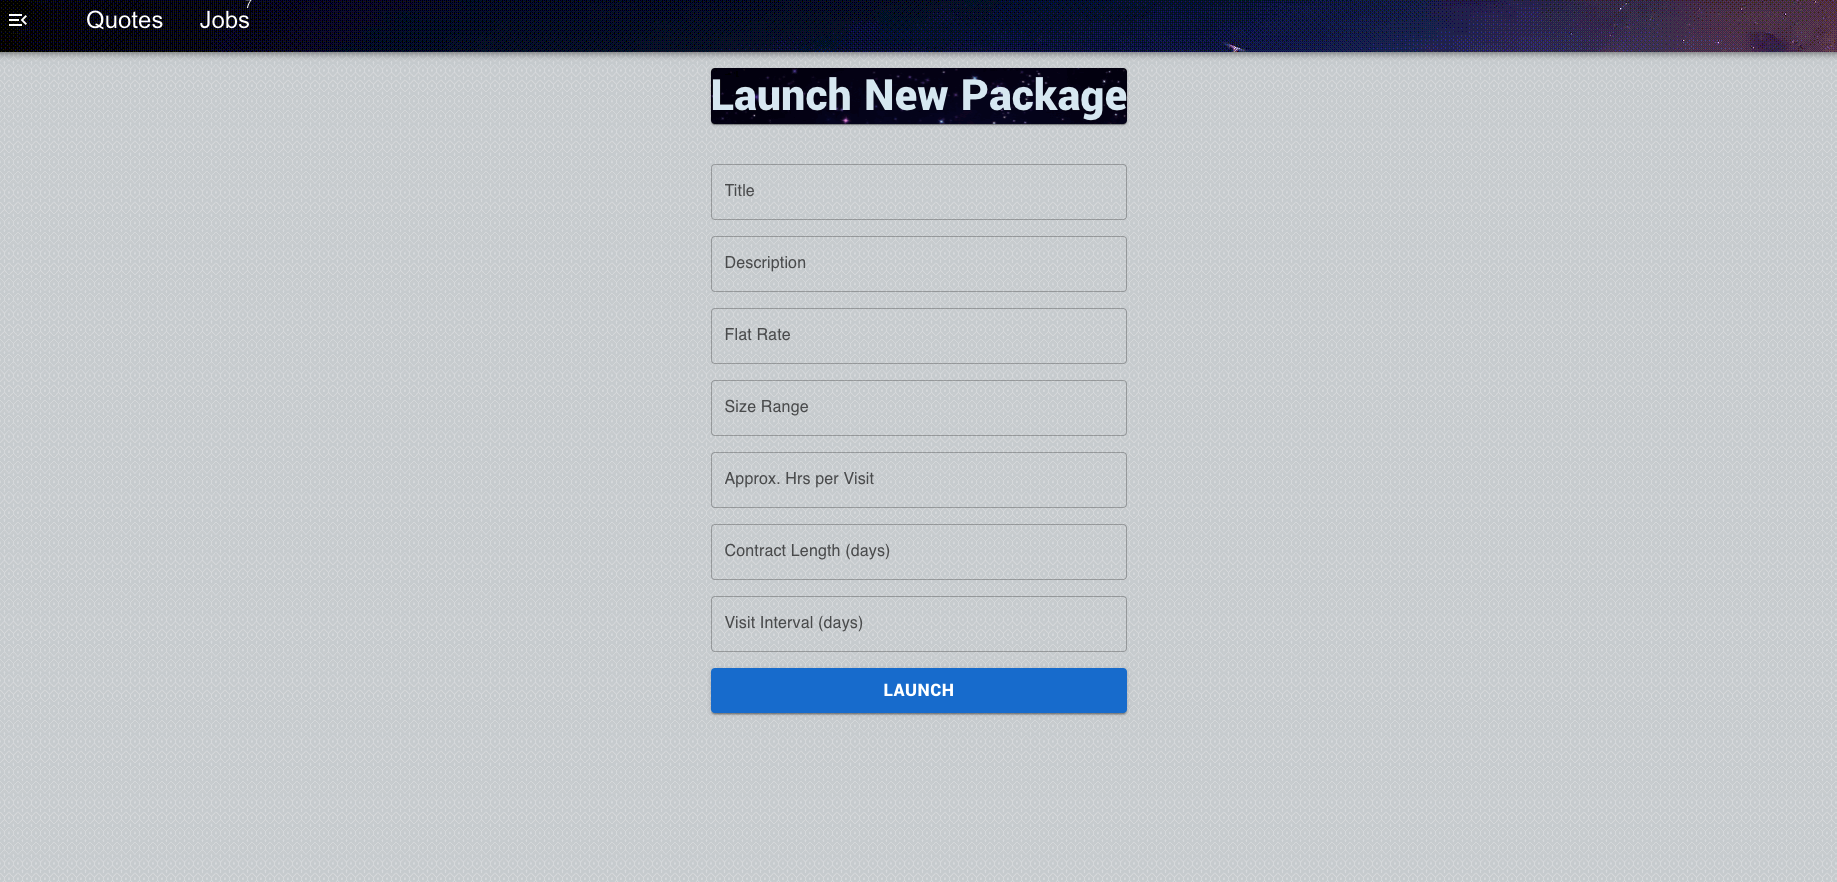 Quotes Jobs 7
Launch New Package
Title
Description
Flat Rate
Size Range
Approx. Hrs per Visit
Contract Length (days)
Visit Interval (days)
LAUNCH